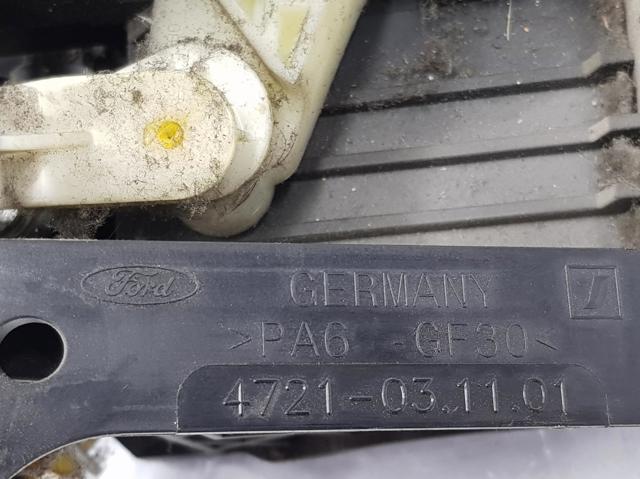 Ford GERMANY
>PA6 -GF30<
4721-03.11.01